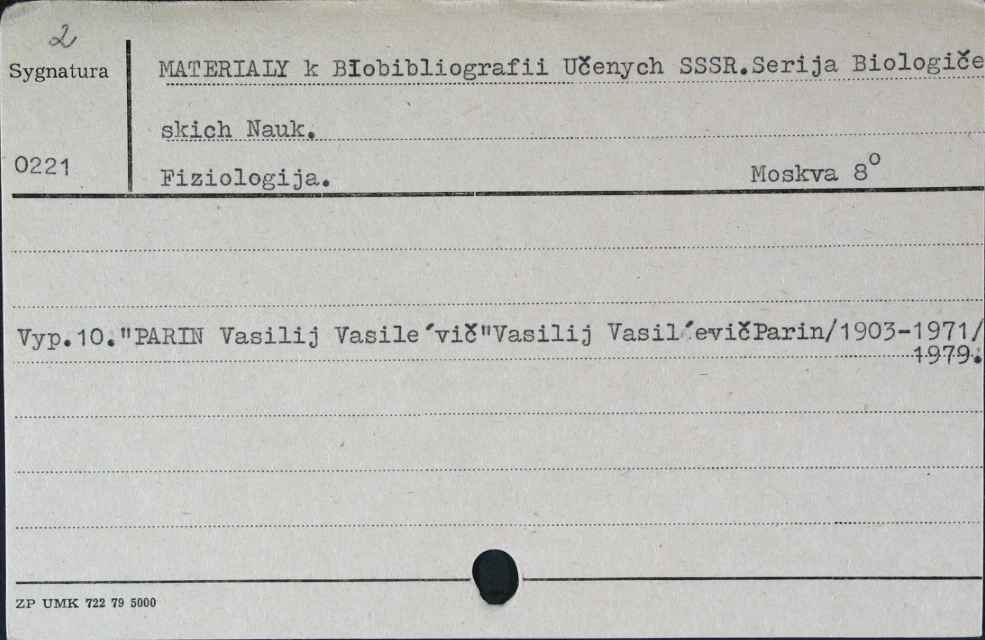 2
Sygnatura
MATERIALY k BIobibliografii Učenych SSSR.Serija Biologiče
skich Nauk.
0221
Fiziologija. Moskva 8°
Vyp.10."PARIN Vasilij Vasile´vič"Vasilij Vasil´evičParin/1903-1971/
1979.
ZP UMK 722 79 5000